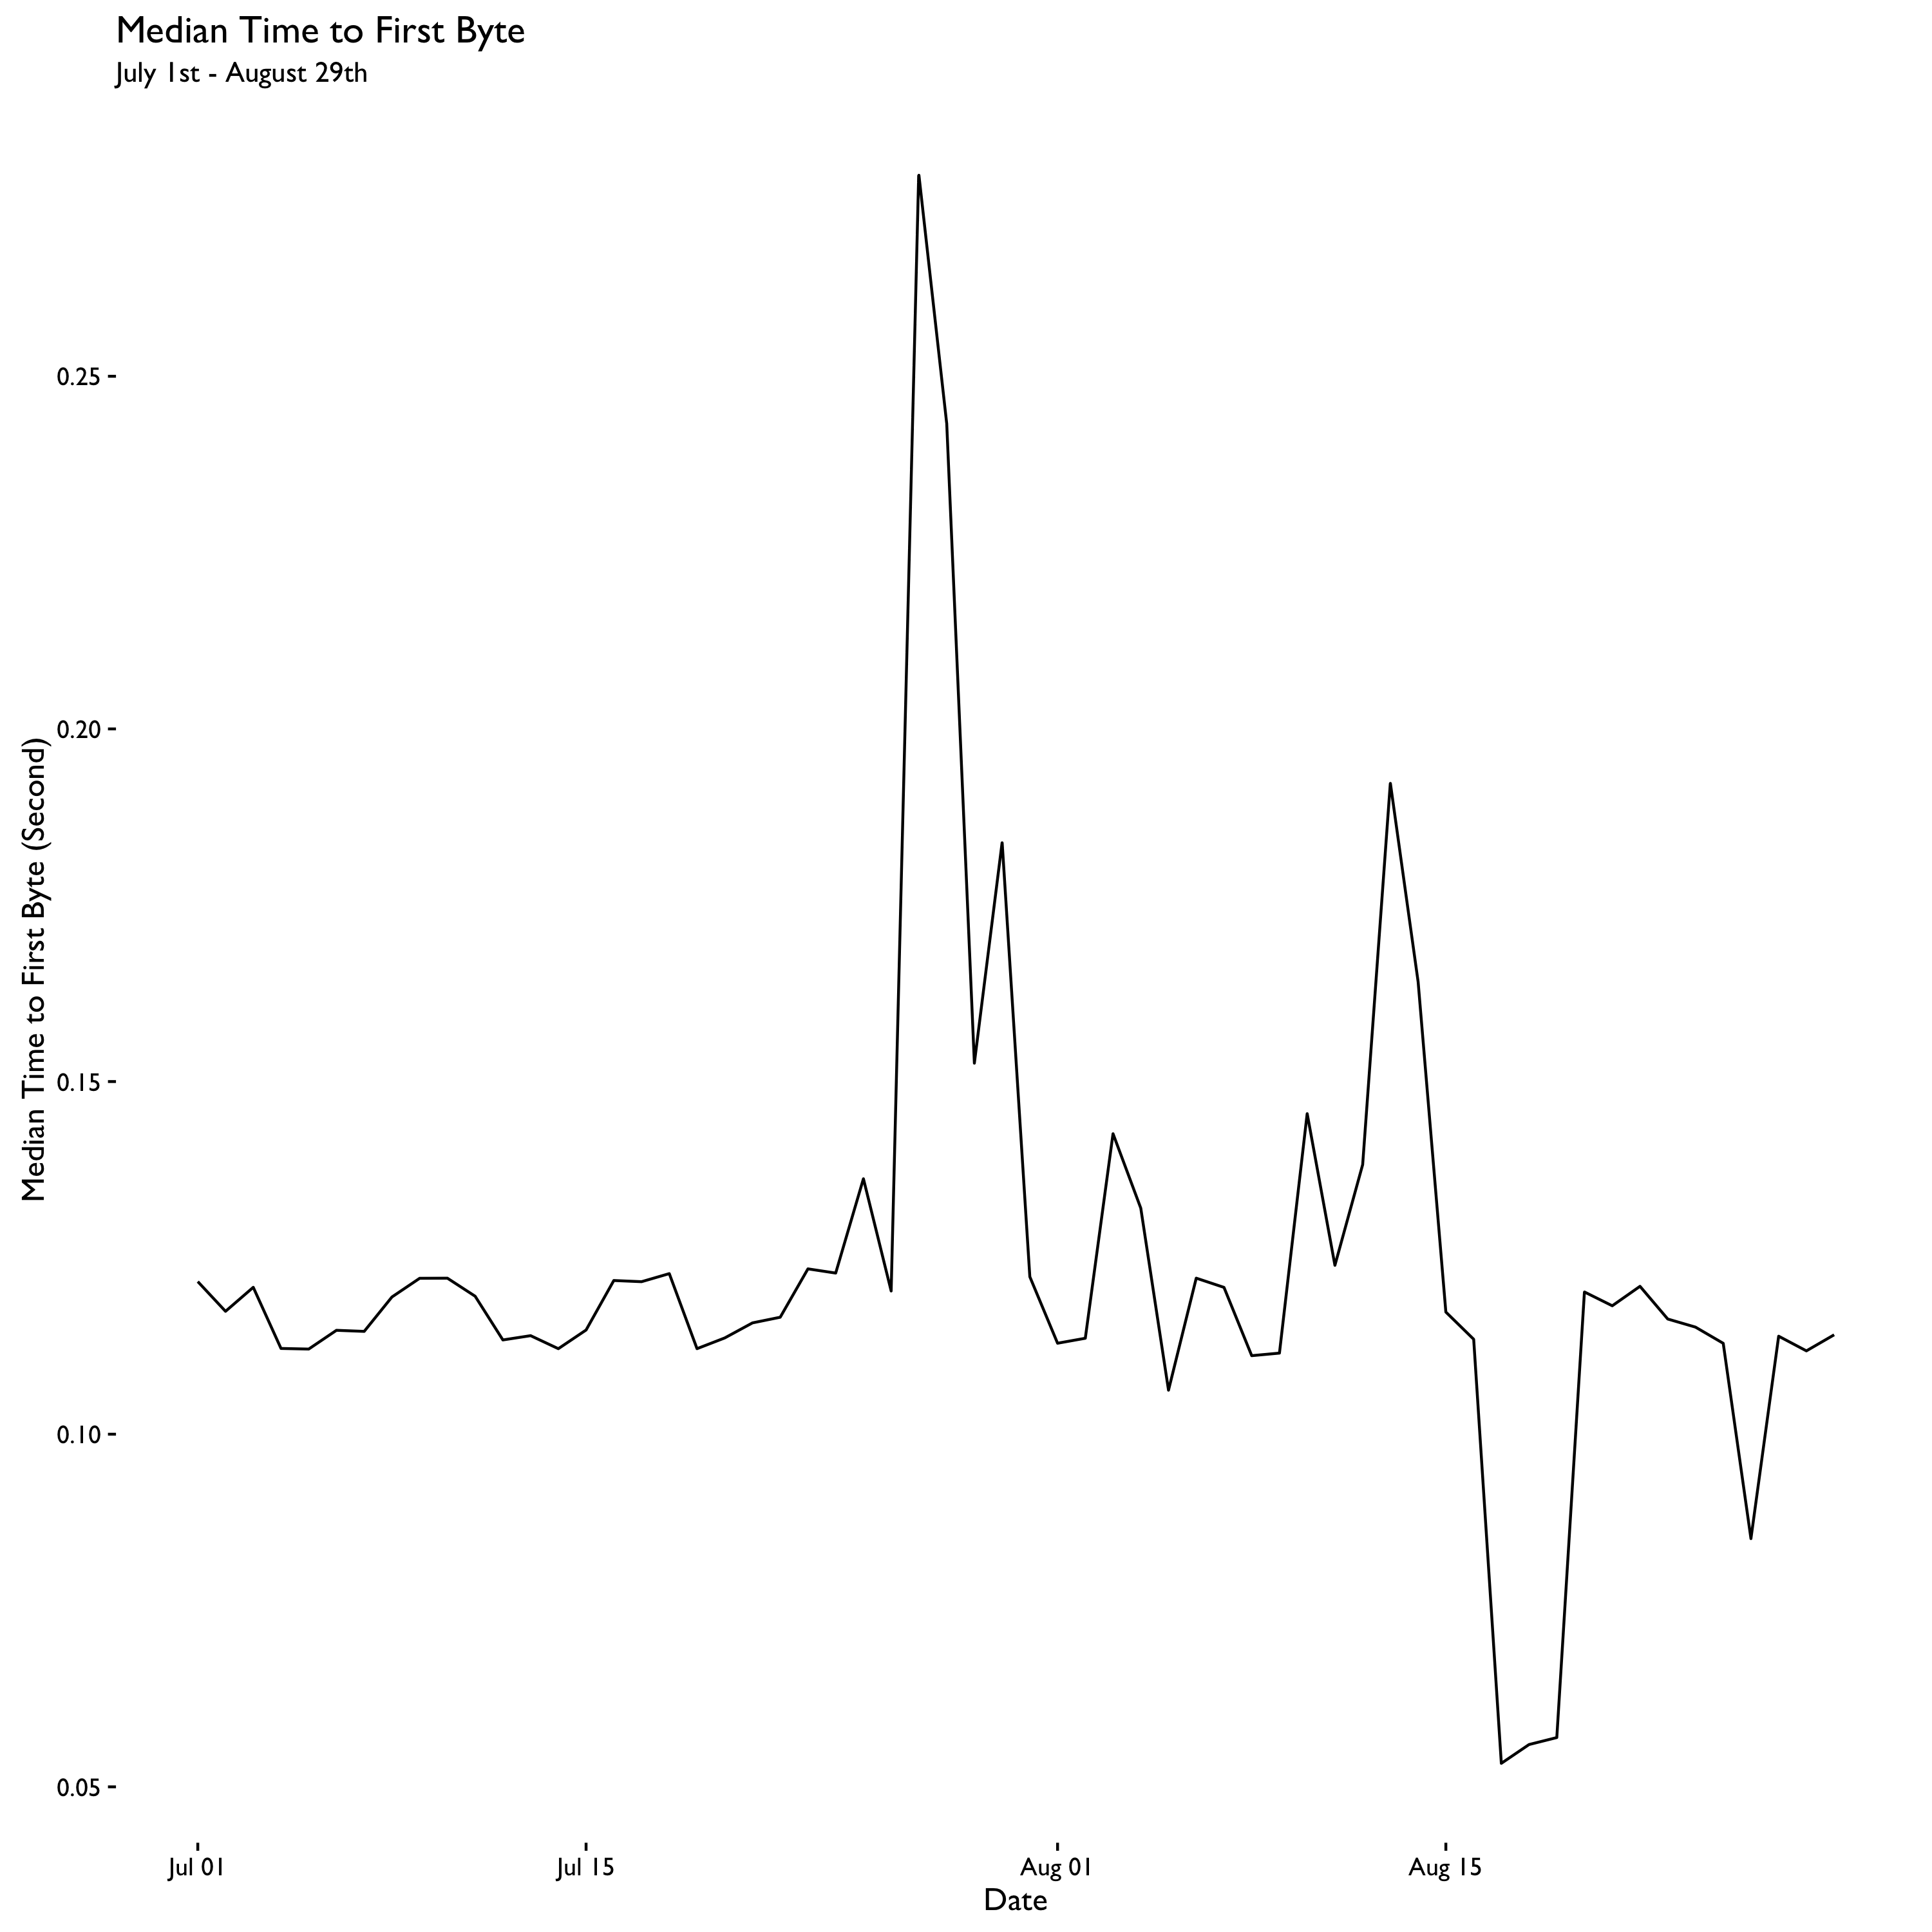 Median Time to First Byte
July 1st - August 29th
Median Time to First Byte (Second)
0.25
0.20
0.15
0.10
0.05
Jul 01
Jul 15
Aug 01
Aug 15
Date